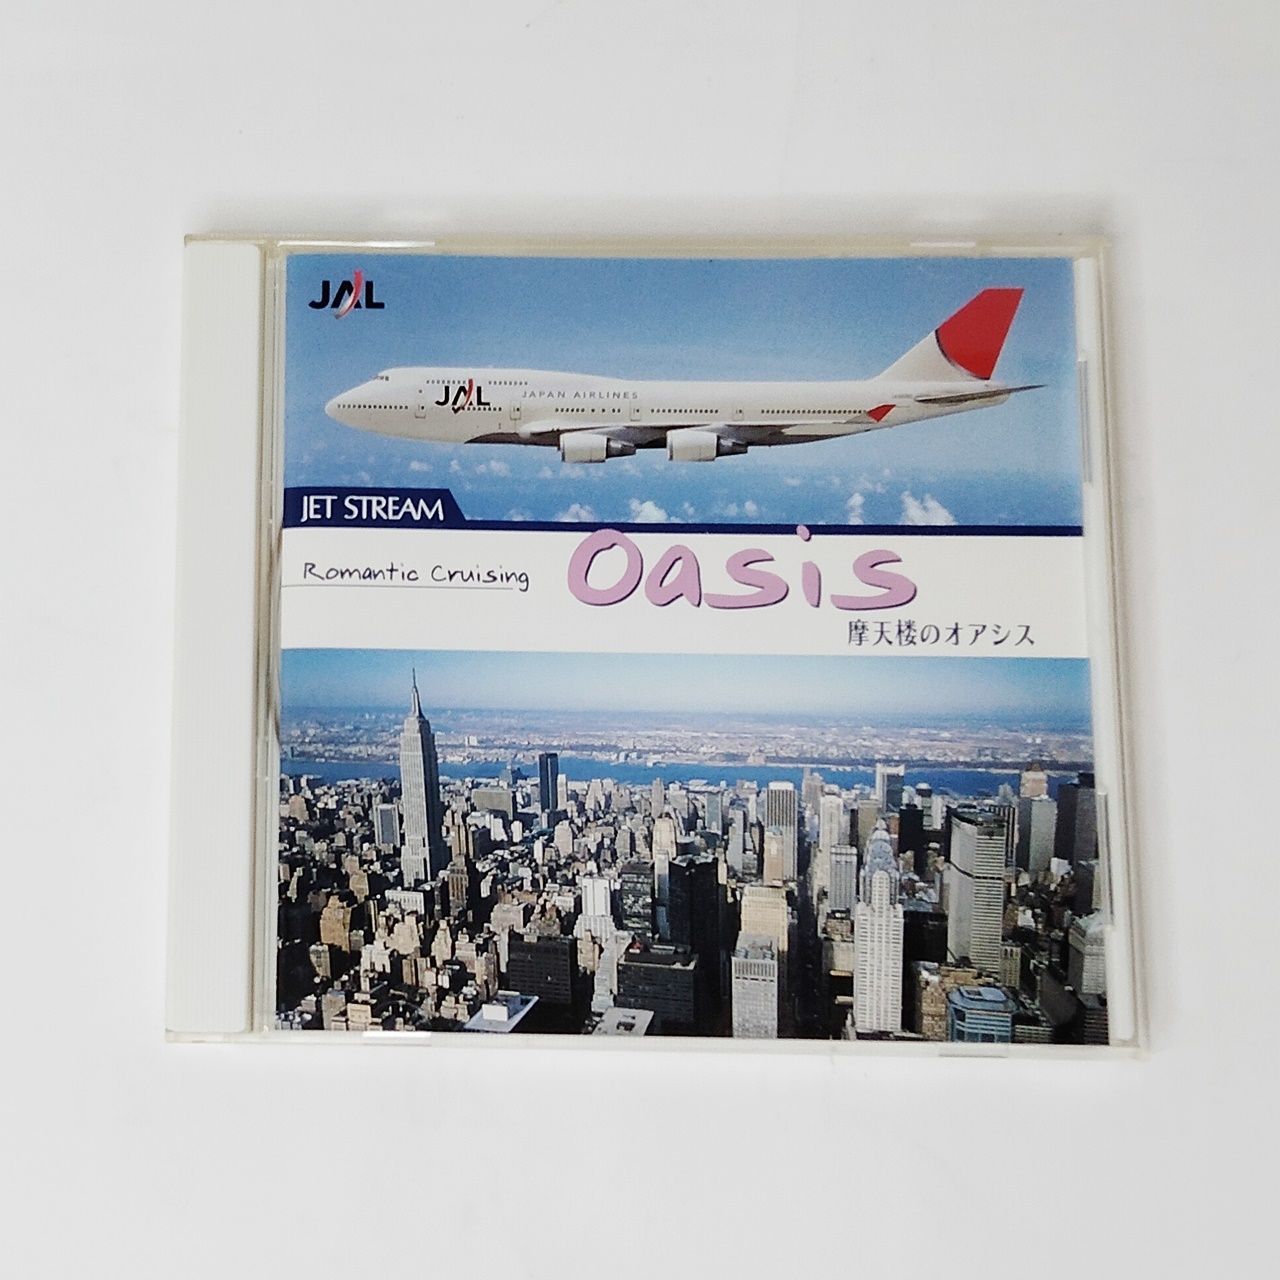 JAL
JAL JAPAN AIRLINES
JET STREAM
Romantic Cruising
Oasis
摩天楼のオアシス